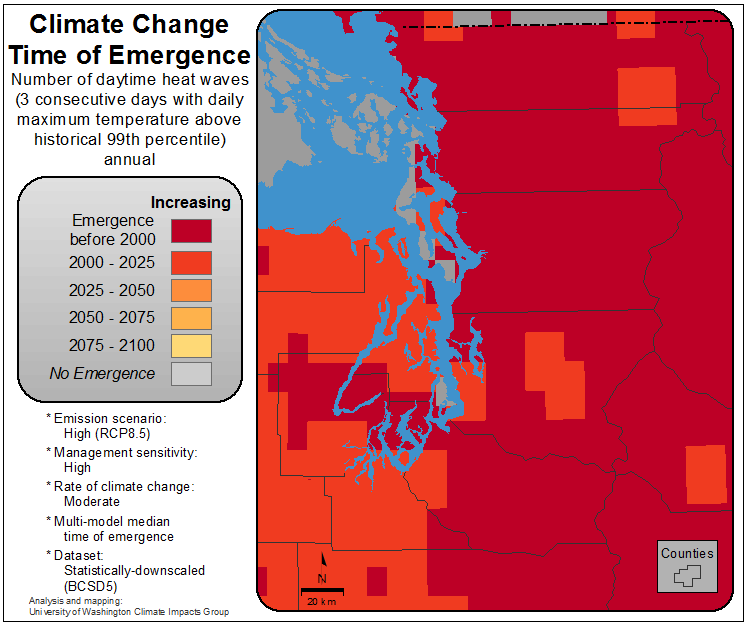 Climate Change
Time of Emergence
Number of daytime heat waves
(3 consecutive days with daily
maximum temperature above
historical 99th percentile)
annual
Increasing
Emergence
before 2000
2000 - 2025
2025 - 2050
2050 - 2075
2075 - 2100
No Emergence
* Emission scenario:
High (RCP8.5)
* Management sensitivity:
High
* Rate of climate change:
Moderate
* Multi-model median
time of emergence
* Dataset:
Statistically-downscaled
(BCSD5)
Analysis and mapping:
University of Washington Climate Impacts Group
N
20 km
Counties